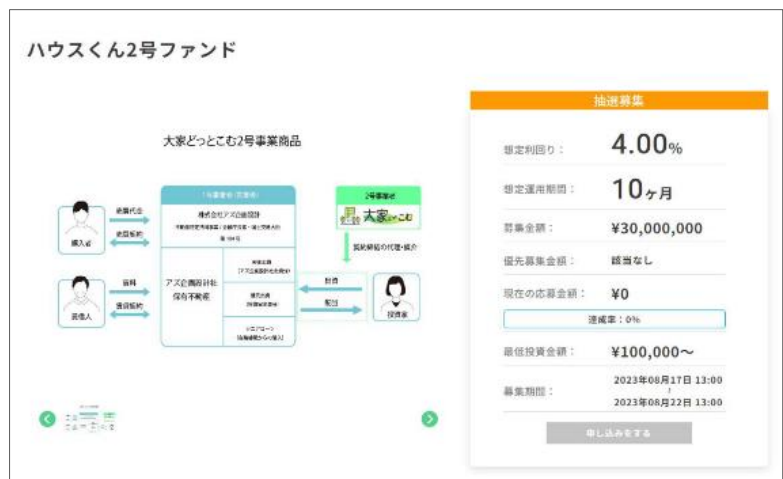 ハウスくん2号ファンド
大家どっとこむ2号事業商品
売買代金
売買契約
購入者
賃料
賃貸契約
賃借人
株式会社アズ企画設計
アズ企画設計社
保有不動産
2号事業者
大家どっとこむ
契約締結の代理・媒介
出資
配当
投資家
抽選募集
想定利回り:
4.00%
想定運用期間:
10ヶ月
募集金額:
¥30,000,000
優先募集金額:
該当なし
現在の応募金額:
¥0
達成率:0%
最低投資金額:
¥100,000〜
募集期間:
2023年08月17日 13:00
~
2023年08月22日 13:00
申し込みをする